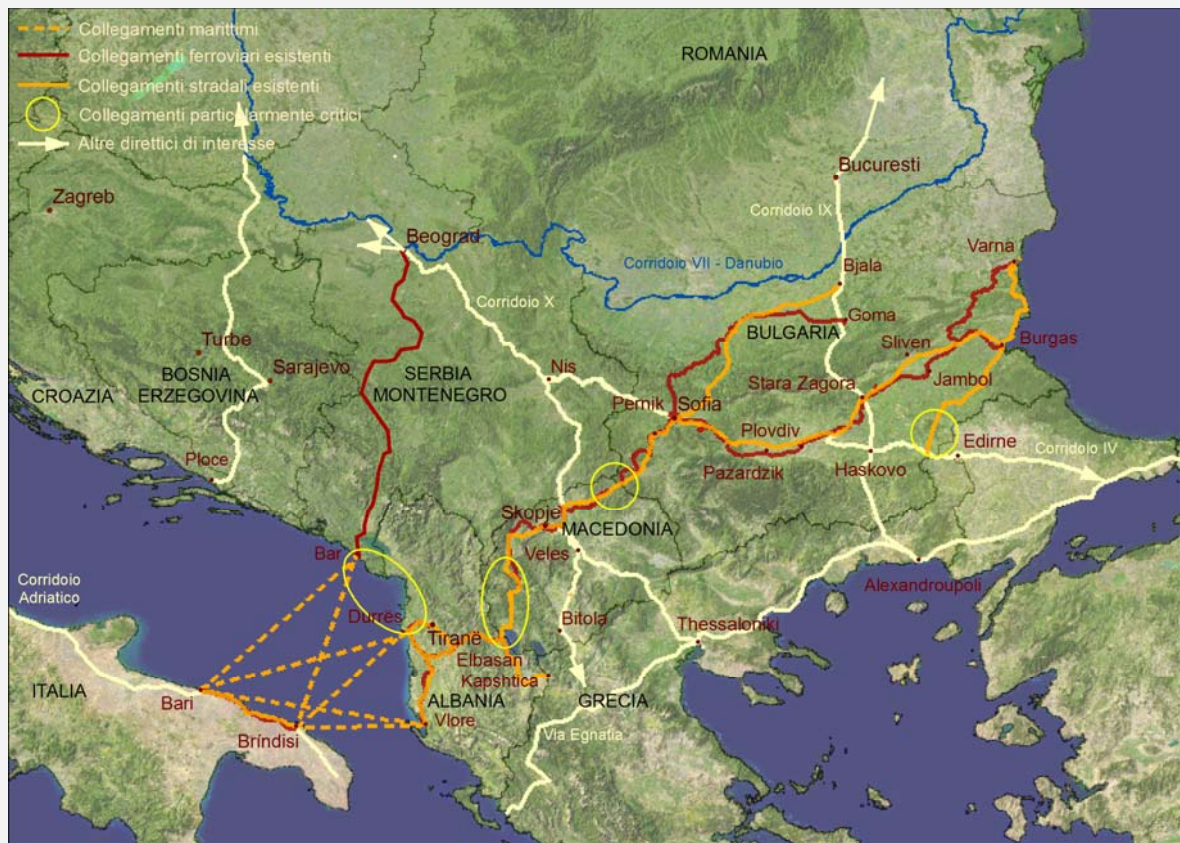 Collegamenti marittimi
Collegamenti ferroviari esistenti
Collegamenti stradali esistenti
Collegamenti particolarmente critici
Altre direttici di interesse
ROMANIA
Bucuresti
Zagreb
Corridoio IX
Beograd
Varna
Corridoio VII - Danubio
Bjala
Corridoio X
Goma
BULGARIA
Turbe
Sliven
Burgas
BOSNIA
ERZEGOVINA
Sarajevo
SERBIA
MONTENEGRO
Nis
CROAZIA
Stara Zagora
Jambol
Pernik
Sofia
Plovdiv
Edirne
Corridoio IV
Ploce
Pazardzik
Haskovo
Skopje
MACEDONIA
Bar
Veles
Corridoio
Adriatico
Alexandroupoli
Durrës
Bitola
Thessaloniki
Tiranë
Elbasan
Kapshtica
ITALIA
Bari
ALBANIA
GRECIA
Vlore
Bríndisi
Via Egnatia